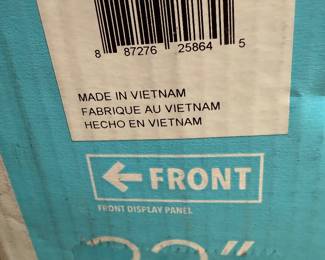 8 87276 25864 5
MADE IN VIETNAM
FABRIQUE AU VIETNAM
HECHO EN VIETNAM
← FRONT
FRONT DISPLAY PANEL